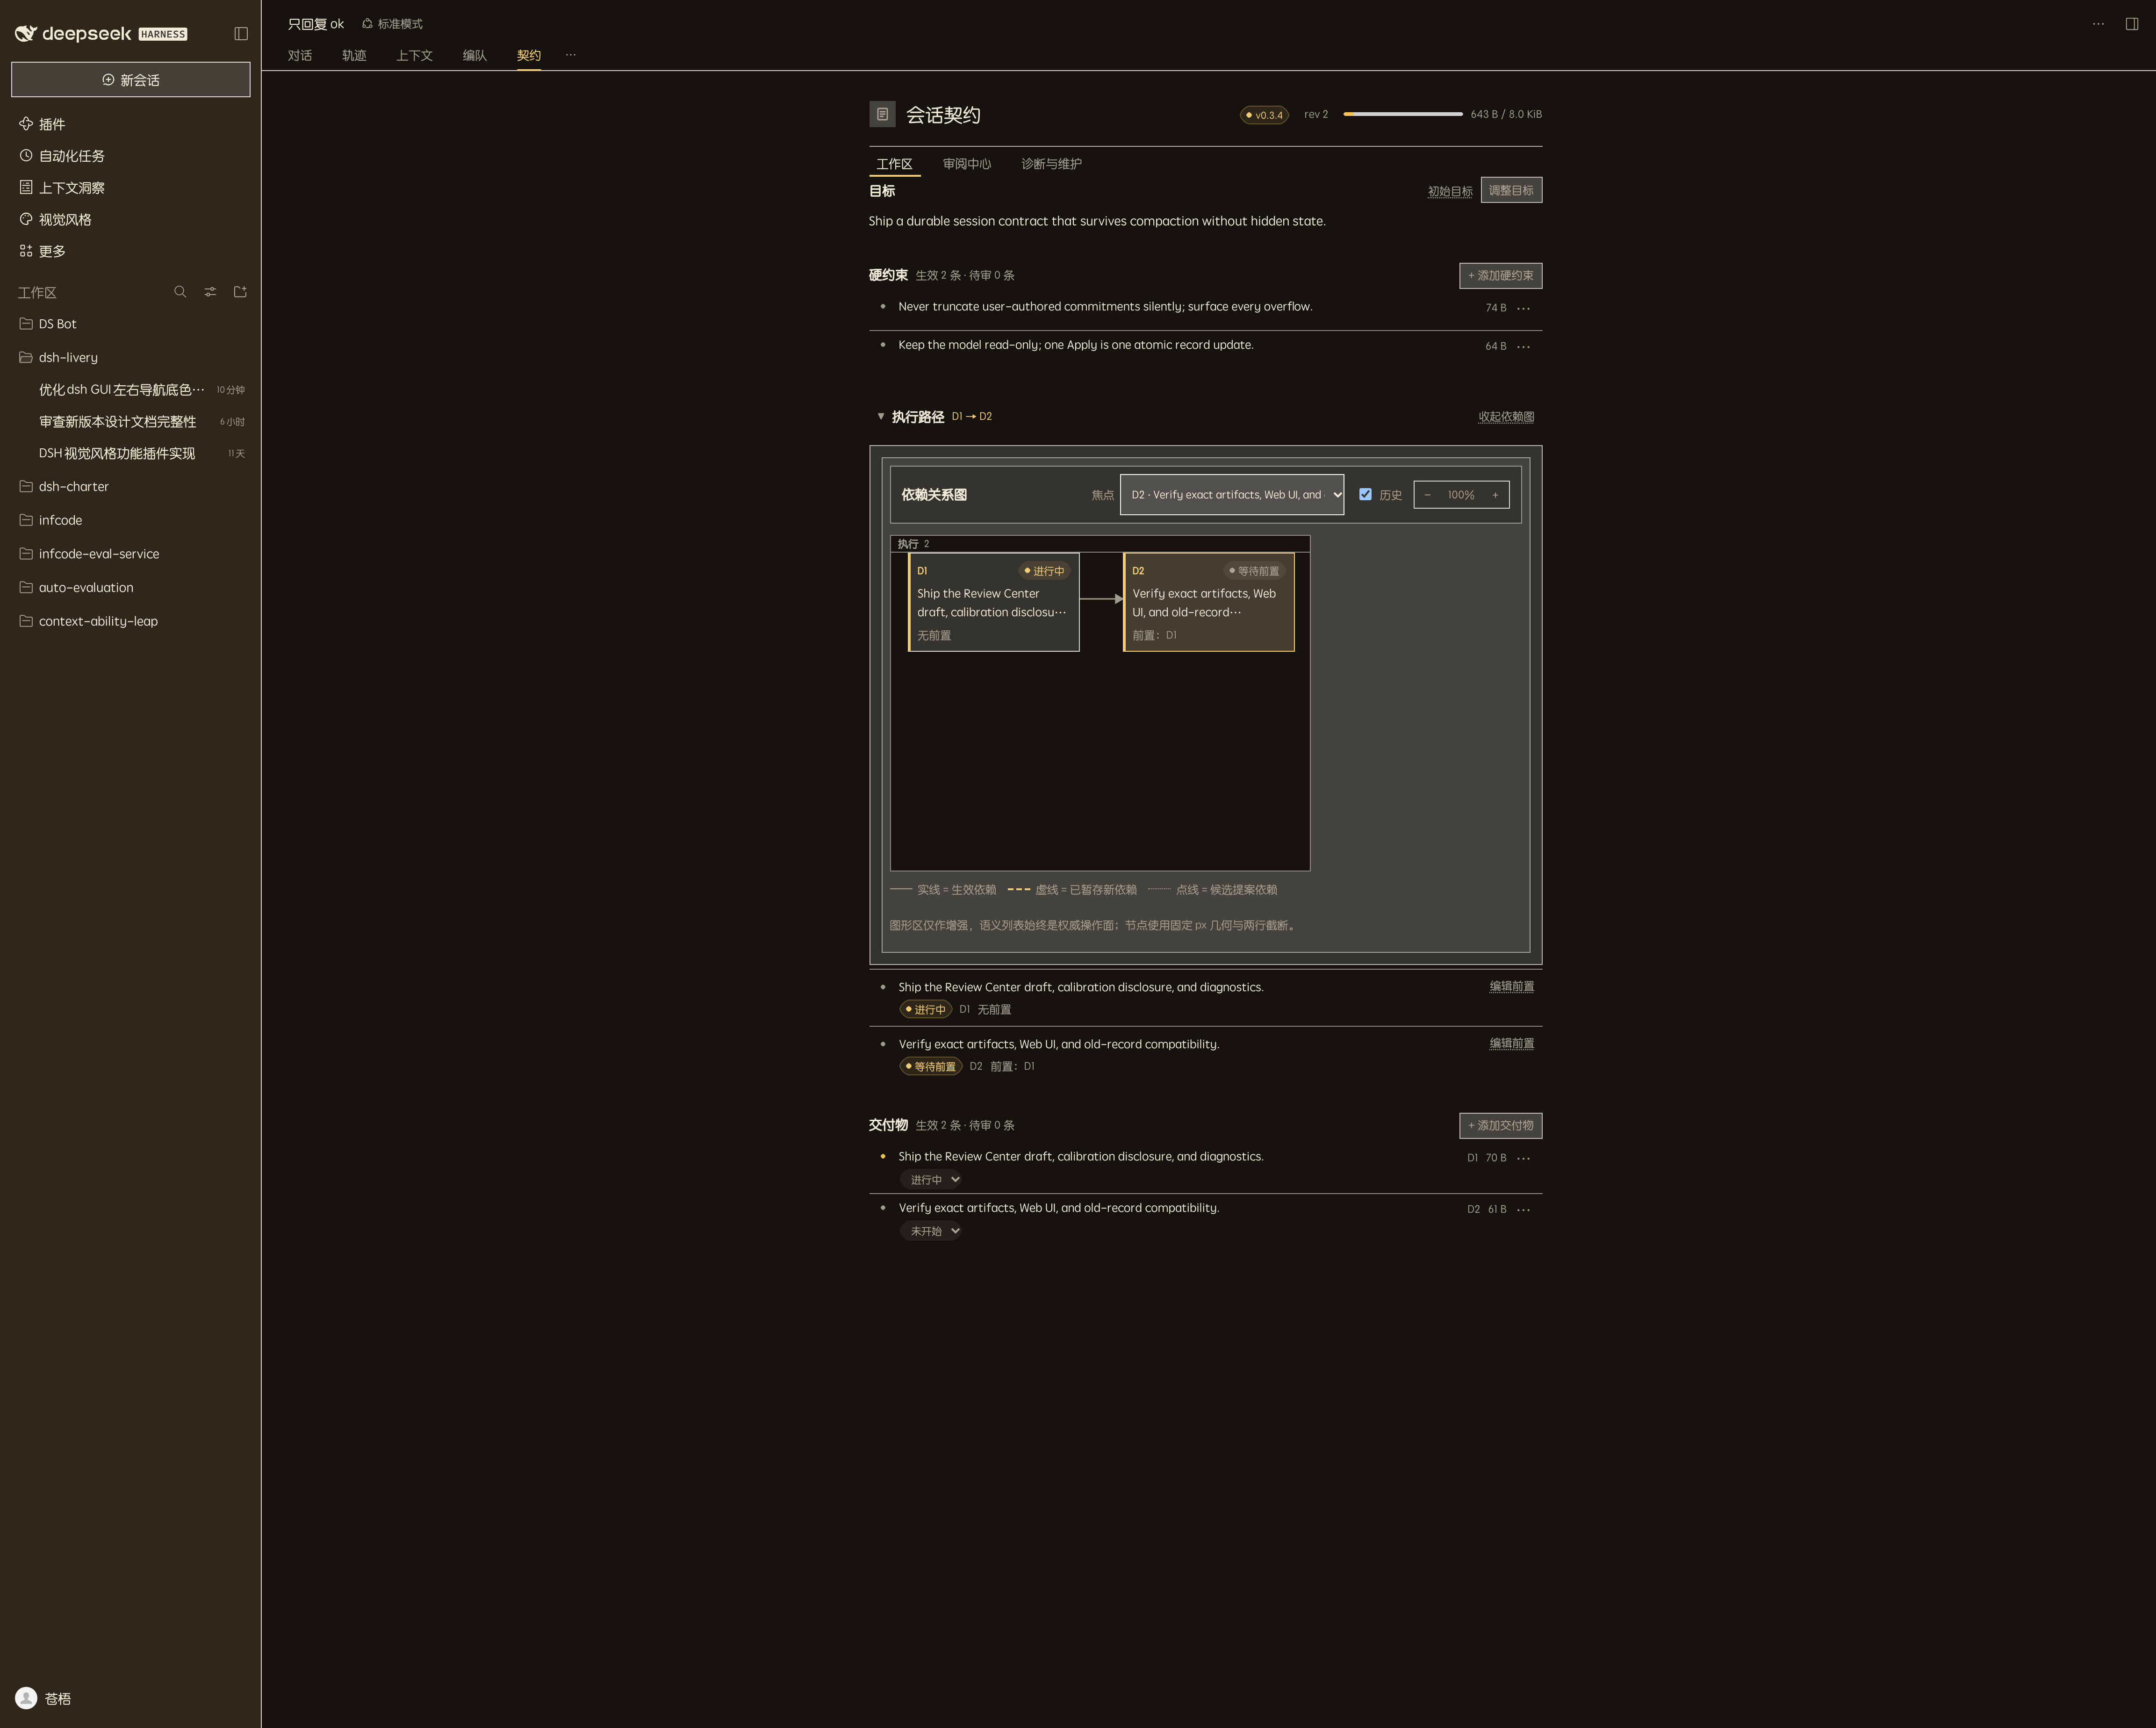 deepseek HARNESS
新会话
插件
自动化任务
上下文洞察
视觉风格
更多
工作区
DS Bot
dsh-livery
优化 dsh GUI 左右导航底色… 10 分钟
审查新版本设计文档完整性 6 小时
DSH 视觉风格功能插件实现 11 天
dsh-charter
infcode
infcode-eval-service
auto-evaluation
context-ability-leap
苍梧
只回复 ok 标准模式 …
对话 轨迹 上下文 编队 契约 …
会话契约 v0.3.4 rev 2 643 B / 8.0 KiB
工作区 审阅中心 诊断与维护
目标 初始目标 调整目标
Ship a durable session contract that survives compaction without hidden state.
硬约束 生效 2 条 · 待审 0 条 + 添加硬约束
Never truncate user-authored commitments silently; surface every overflow. 74 B …
Keep the model read-only; one Apply is one atomic record update. 64 B …
▼ 执行路径 D1 → D2 收起依赖图
依赖关系图 焦点 D2 · Verify exact artifacts, Web UI, and 历史 − 100% +
执行 2
D1 进行中
Ship the Review Center
draft, calibration disclosu…
无前置
D2 等待前置
Verify exact artifacts, Web
UI, and old-record…
前置：D1
实线 = 生效依赖 虚线 = 已暂存新依赖 点线 = 候选提案依赖
图形区仅作增强，语义列表始终是权威操作面；节点使用固定 px 几何与两行截断。
Ship the Review Center draft, calibration disclosure, and diagnostics. 编辑前置
进行中 D1 无前置
Verify exact artifacts, Web UI, and old-record compatibility. 编辑前置
等待前置 D2 前置：D1
交付物 生效 2 条 · 待审 0 条 + 添加交付物
Ship the Review Center draft, calibration disclosure, and diagnostics. D1 70 B …
进行中
Verify exact artifacts, Web UI, and old-record compatibility. D2 61 B …
未开始